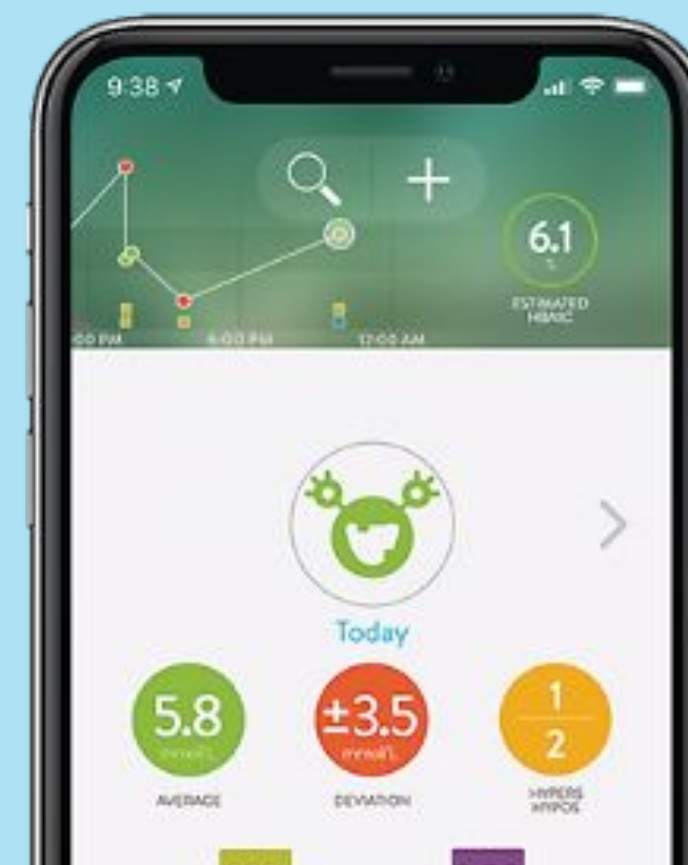 9:38
6.1
%
ESTIMATED
HBA1C
:00 PM
6:00 PM
12:00 AM
Today
5.8
mmol/L
AVERAGE
±3.5
mmol/L
DEVIATION
1
2
>HYPERS
>HYPOS